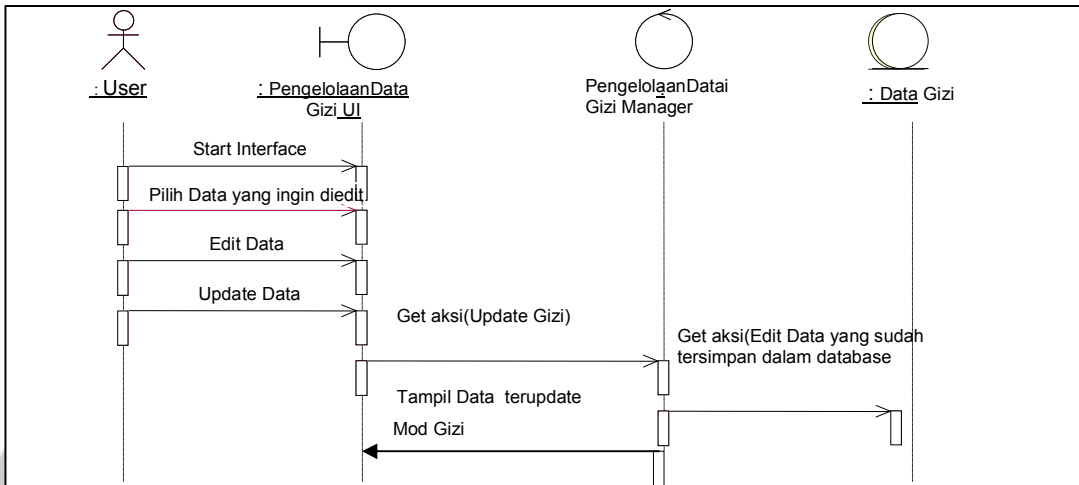 : User
: PengelolaanData
Gizi UI
PengelolaanDatai
:
Gizi Manager
: Data Gizi
Start Interface
Pilih Data yang ingin diedit
Edit Data
Update Data
Get aksi(Update Gizi)
Get aksi(Edit Data yang sudah
tersimpan dalam database
Tampil Data terupdate
Mod Gizi